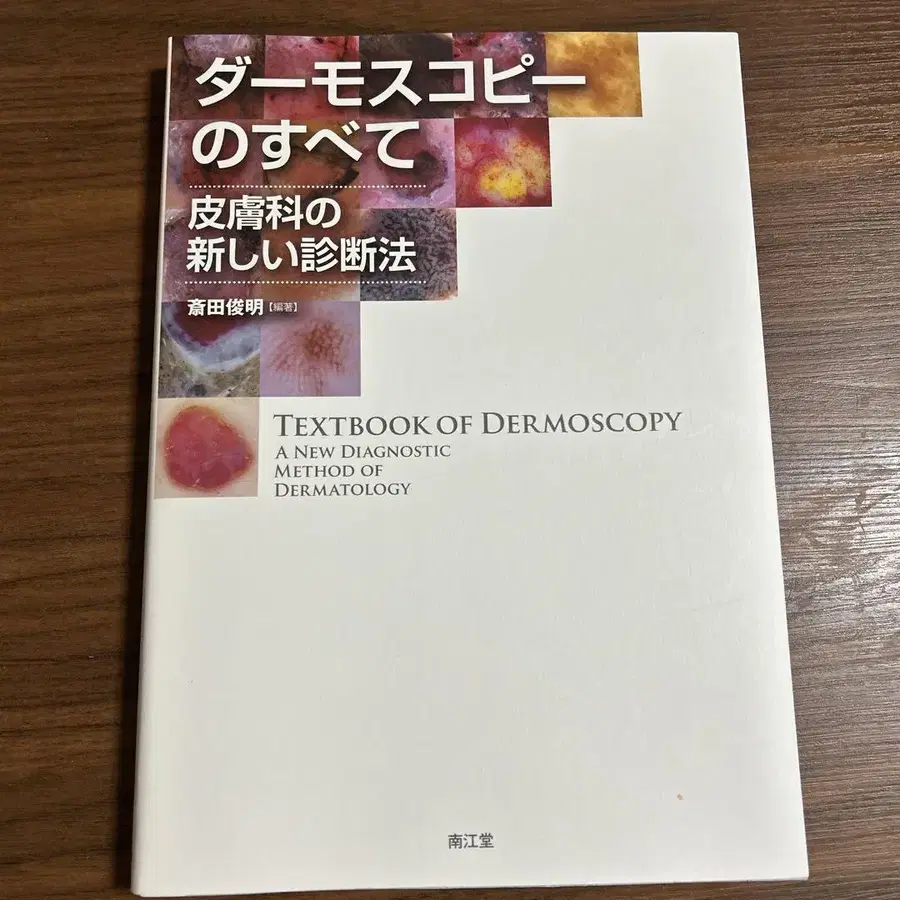 ダーモスコピー
のすべて
皮膚科の
新しい診断法
斎田俊明【編著】
TEXTBOOK OF DERMOSCOPY
A NEW DIAGNOSTIC
METHOD OF
DERMATOLOGY
南江堂